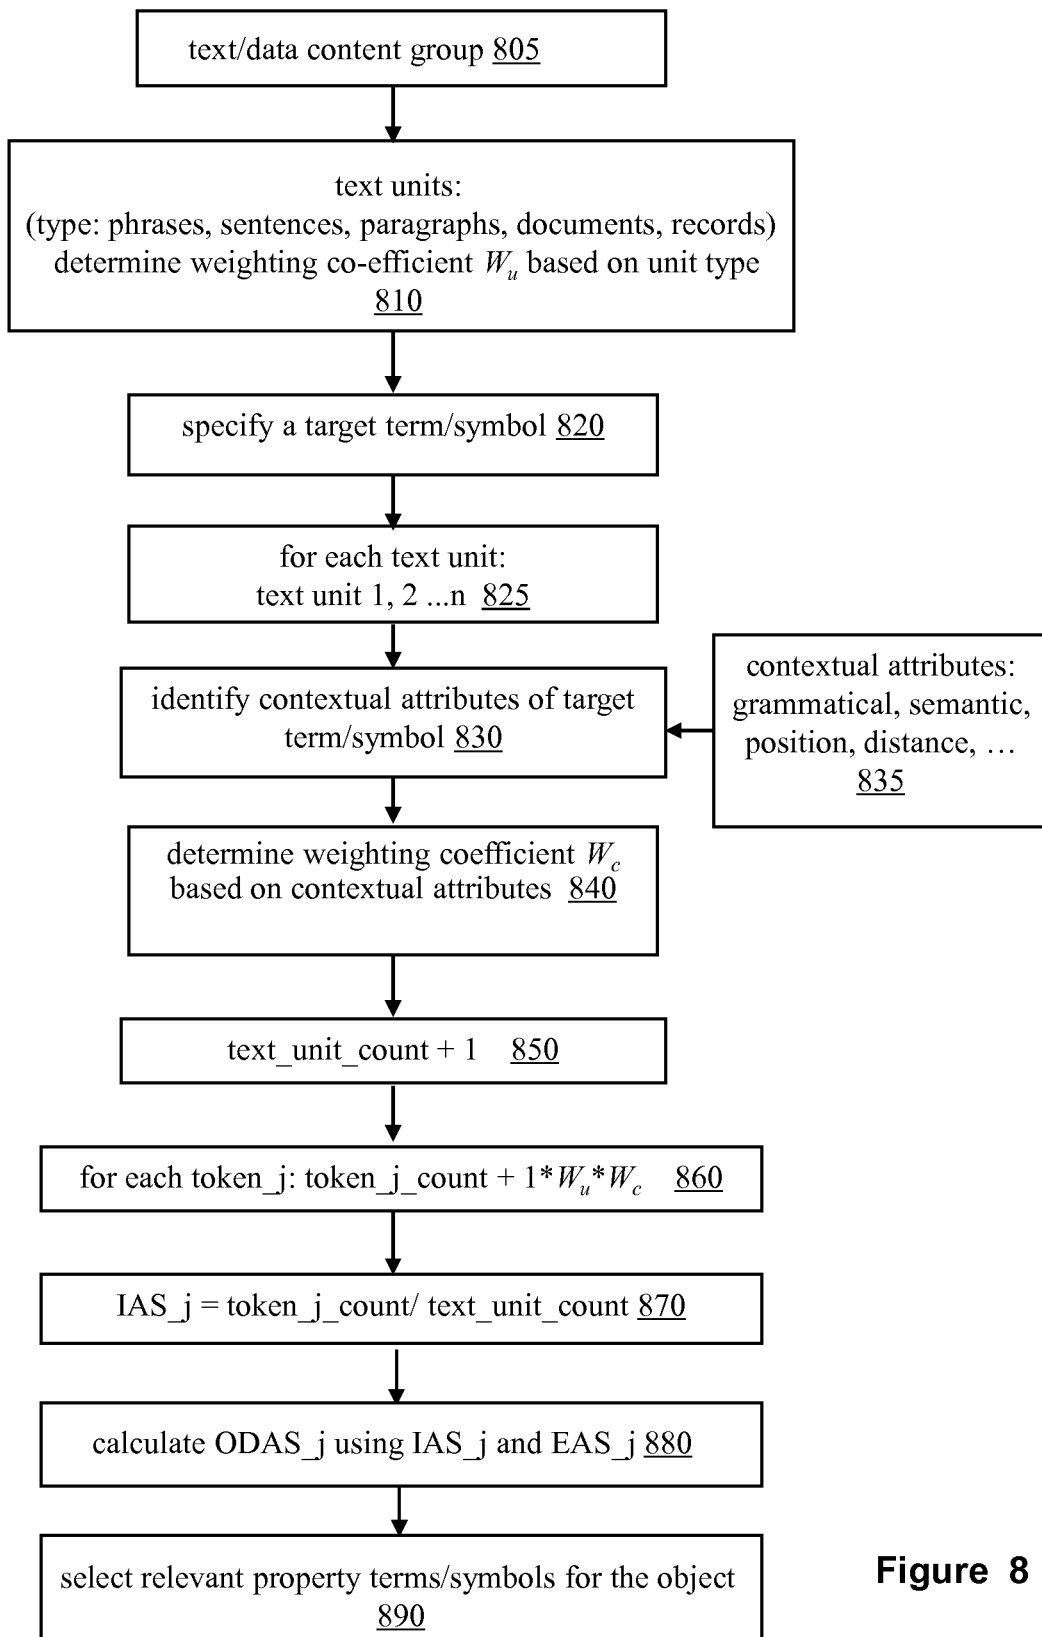 text/data content group 805
text units:
(type: phrases, sentences, paragraphs, documents, records)
determine weighting co-efficient Wu based on unit type
810
specify a target term/symbol 820
for each text unit:
text unit 1, 2 ...n 825
identify contextual attributes of target
term/symbol 830
contextual attributes:
grammatical, semantic,
position, distance, …
835
determine weighting coefficient Wc
based on contextual attributes 840
text_unit_count + 1 850
for each token_j: token_j_count + 1*Wu*Wc 860
IAS_j = token_j_count/ text_unit_count 870
calculate ODAS_j using IAS_j and EAS_j 880
select relevant property terms/symbols for the object
890
Figure 8